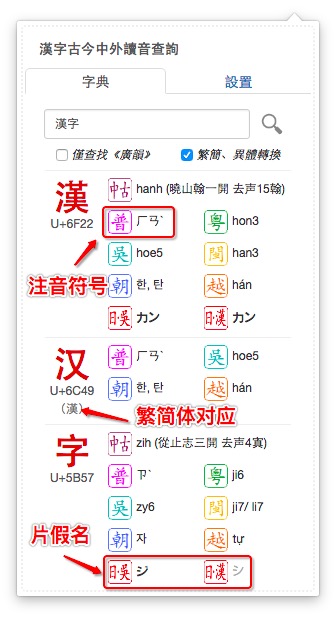 漢字古今中外讀音查詢
字典 設置
漢字
僅查找《廣韻》 繁簡、異體轉換
漢 U+6F22
中古 hanh (曉山翰一開 去声15翰)
普 ㄏㄢˋ 粵 hon3
吳 hoe5 閩 han3
朝 한, 탄 越 hán
日·吳 カン 日·漢 カン
注音符号
汉 U+6C49 (漢)
普 ㄏㄢˋ 吳 hoe5
朝 한, 탄 越 hán
繁简体对应
字 U+5B57
中古 zih (從止志三開 去声4寘)
普 ㄗˋ 粵 ji6
吳 zy6 閩 ji7/ li7
朝 자 越 tự
片假名
日·吳 ジ 日·漢 シ